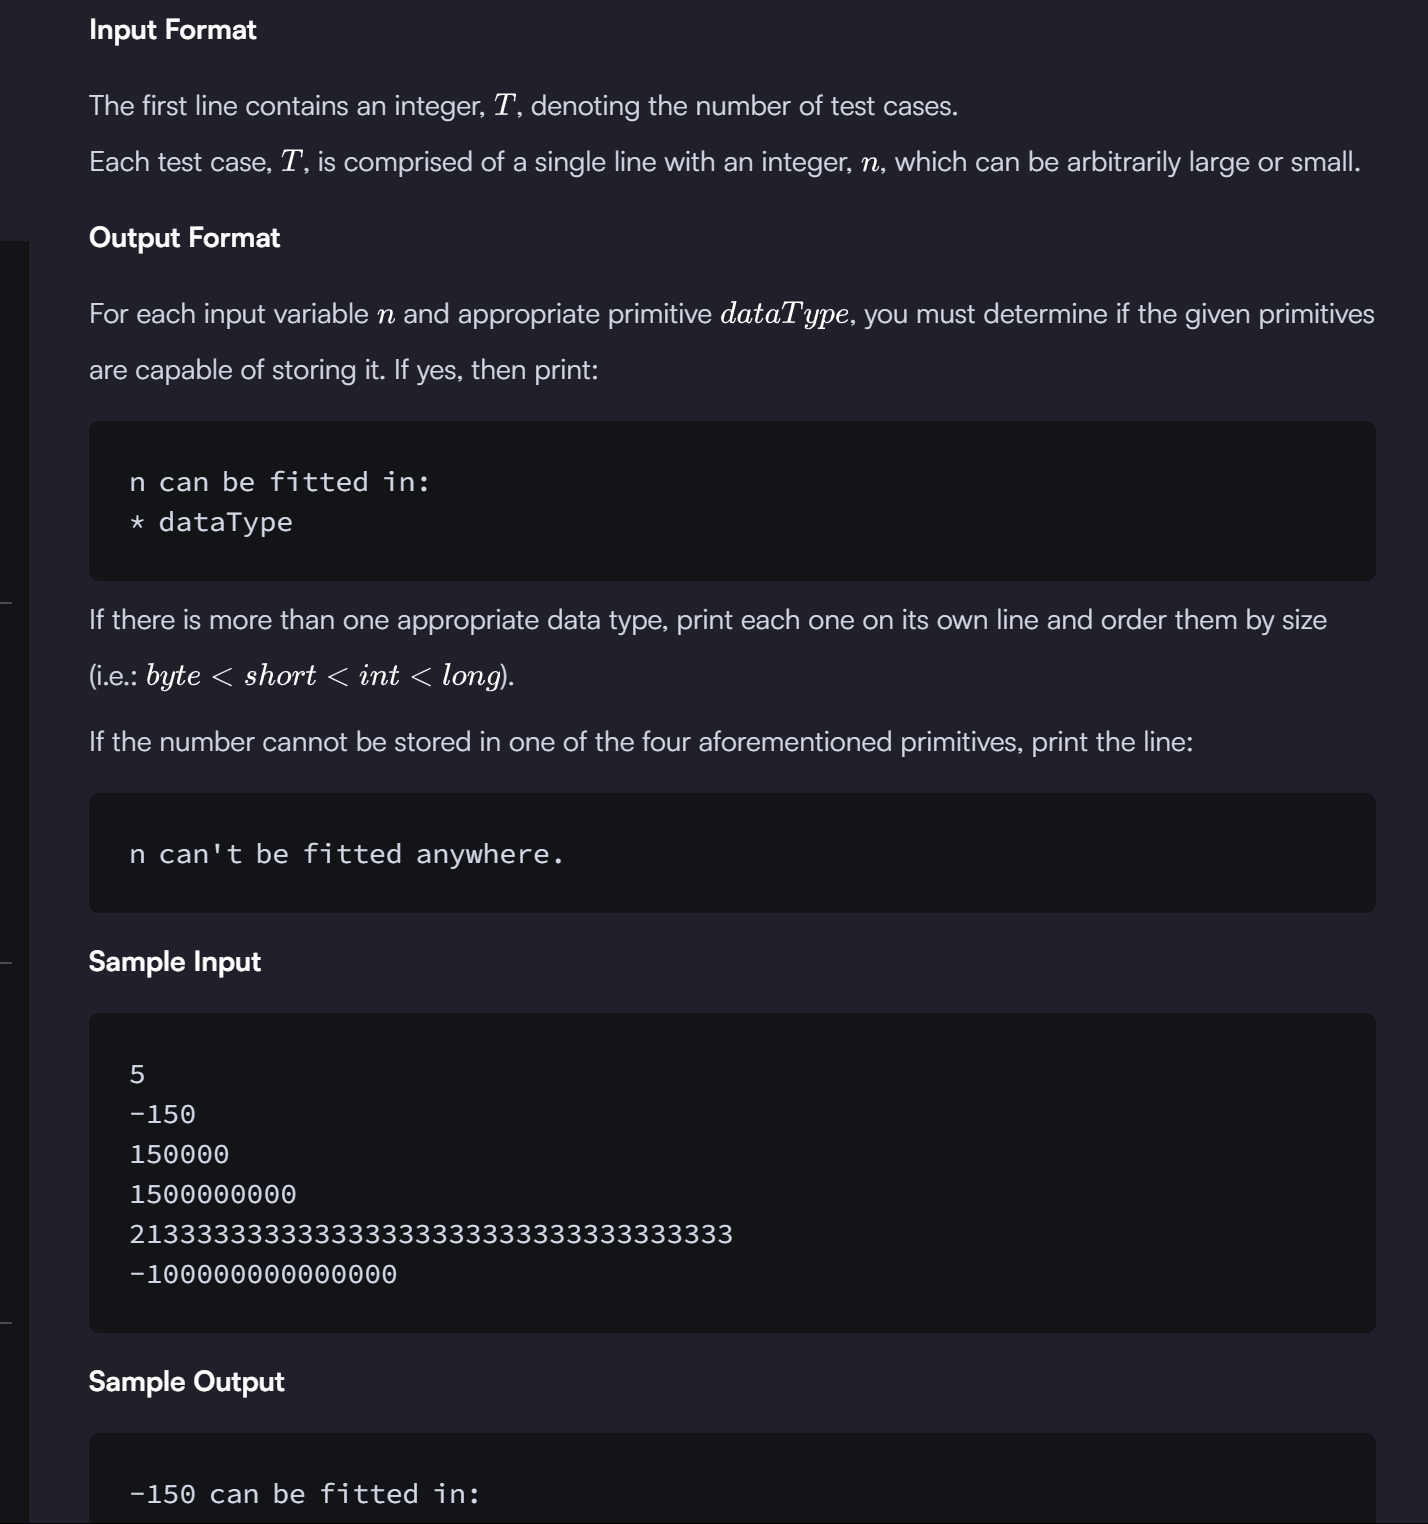 Input Format
The first line contains an integer, T, denoting the number of test cases.
Each test case, T, is comprised of a single line with an integer, n, which can be arbitrarily large or small.
Output Format
For each input variable n and appropriate primitive dataType, you must determine if the given primitives
are capable of storing it. If yes, then print:
n can be fitted in:
* dataType
If there is more than one appropriate data type, print each one on its own line and order them by size
(i.e.: byte < short < int < long).
If the number cannot be stored in one of the four aforementioned primitives, print the line:
n can't be fitted anywhere.
Sample Input
5
-150
150000
1500000000
213333333333333333333333333333333333
-100000000000000
Sample Output
-150 can be fitted in: